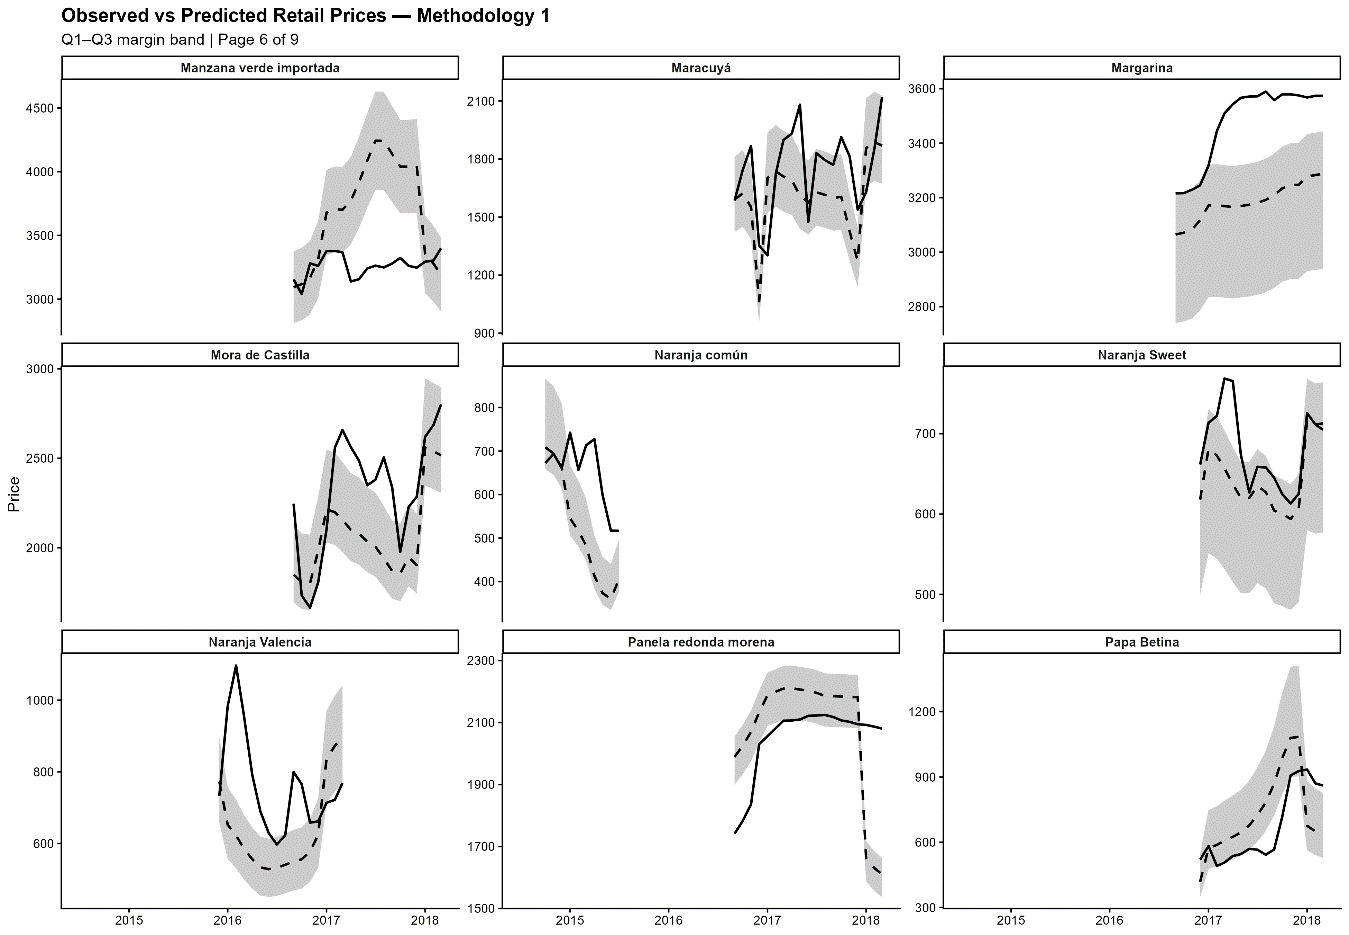 Observed vs Predicted Retail Prices — Methodology 1
Q1–Q3 margin band | Page 6 of 9
Manzana verde importada
4500
4000
3500
3000
Maracuyá
2100
1800
1500
1200
900
Margarina
3600
3400
3200
3000
2800
Price
Mora de Castilla
3000
2500
2000
Naranja común
800
700
600
500
400
Naranja Sweet
700
600
500
Naranja Valencia
1000
800
600
2015 2016 2017 2018
Panela redonda morena
2300
2100
1900
1700
1500
2015 2016 2017 2018
Papa Betina
1200
900
600
300
2015 2016 2017 2018